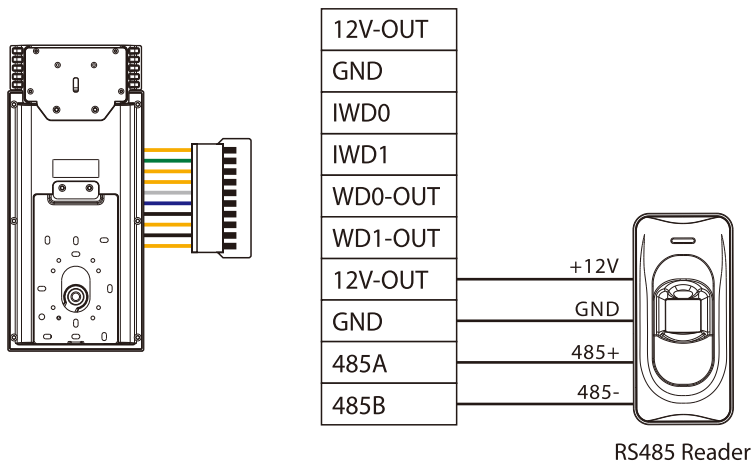 12V-OUT
GND
IWD0
IWD1
WD0-OUT
WD1-OUT
12V-OUT
+12V
GND
GND
485A
485+
485B
485-
RS485 Reader